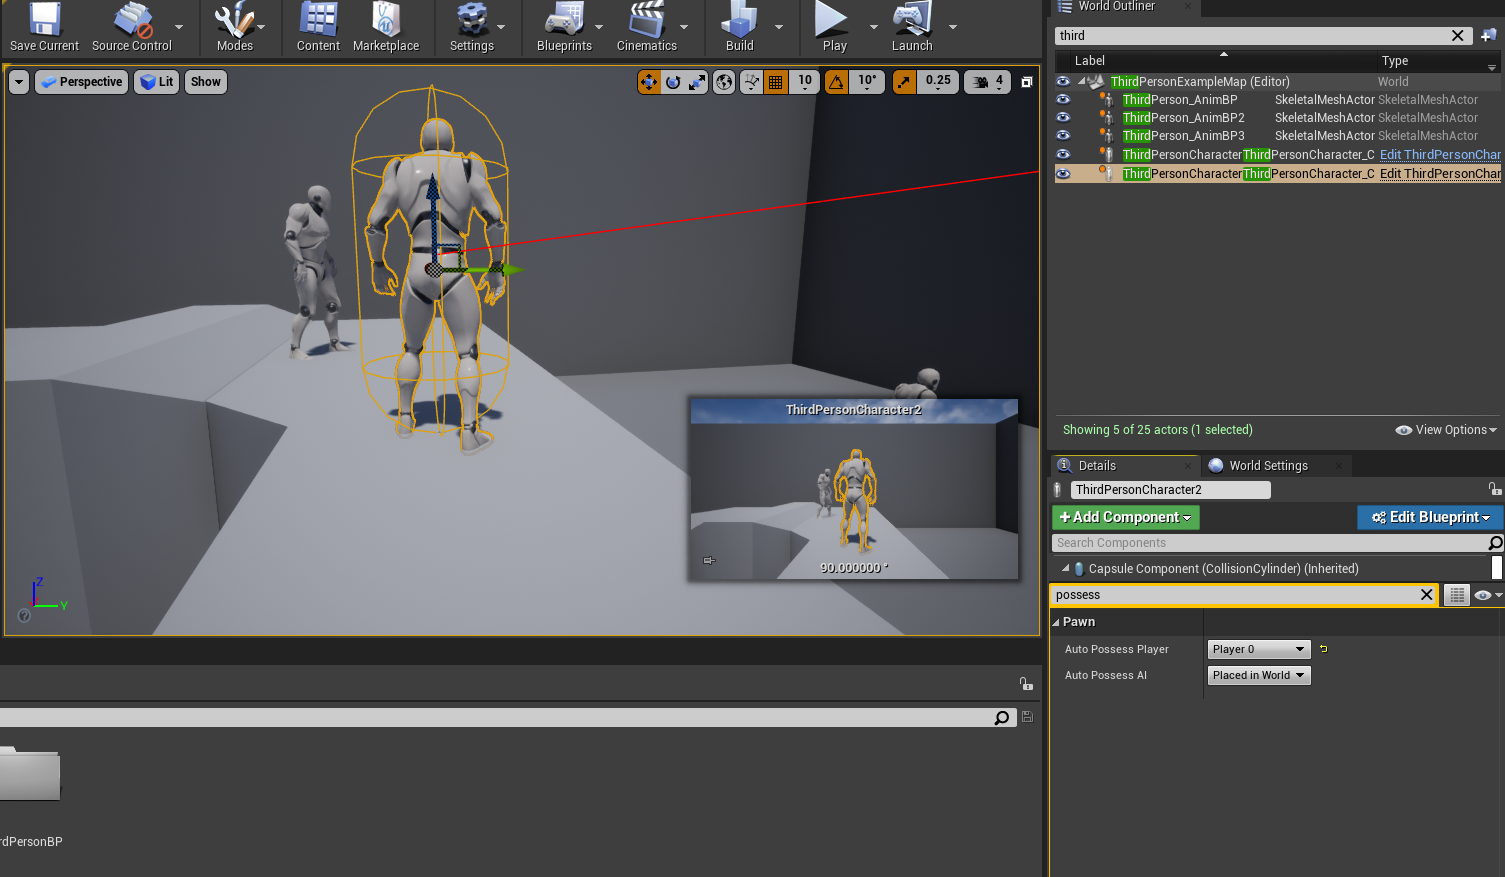 Save Current
Source Control
Modes
Content
Marketplace
Settings
Blueprints
Cinematics
Build
Play
Launch
Perspective
Lit
Show
10
10°
0.25
4
ThirdPersonCharacter2
90.000000 °
Z
Y
?
rdPersonBP
World Outliner
third
Label
Type
ThirdPersonExampleMap (Editor) World
ThirdPerson_AnimBP SkeletalMeshActor SkeletalMeshActor
ThirdPerson_AnimBP2 SkeletalMeshActor SkeletalMeshActor
ThirdPerson_AnimBP3 SkeletalMeshActor SkeletalMeshActor
ThirdPersonCharacter ThirdPersonCharacter_C Edit ThirdPersonChar
ThirdPersonCharacter ThirdPersonCharacter_C Edit ThirdPersonChar
Showing 5 of 25 actors (1 selected)
View Options
Details
World Settings
ThirdPersonCharacter2
+Add Component
Edit Blueprint
Search Components
Capsule Component (CollisionCylinder) (Inherited)
possess
Pawn
Auto Possess Player
Player 0
Auto Possess AI
Placed in World